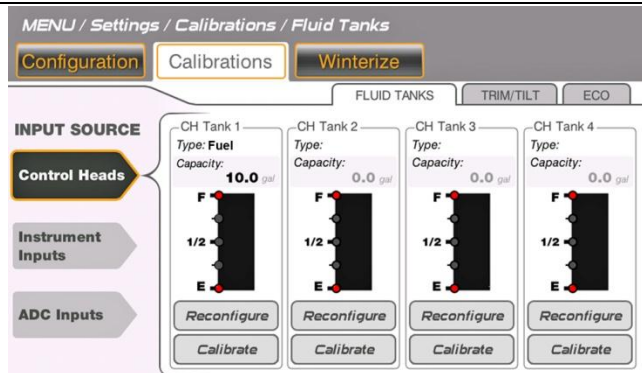 MENU / Settings / Calibrations / Fluid Tanks
Configuration Calibrations Winterize
FLUID TANKS TRIM/TILT ECO
INPUT SOURCE
Control Heads
Instrument
Inputs
ADC Inputs
CH Tank 1
Type: Fuel
Capacity:
10.0 gal
F
1/2
E
Reconfigure
Calibrate
CH Tank 2
Type:
Capacity:
0.0 gal
F
1/2
E
Reconfigure
Calibrate
CH Tank 3
Type:
Capacity:
0.0 gal
F
1/2
E
Reconfigure
Calibrate
CH Tank 4
Type:
Capacity:
0.0 gal
F
1/2
E
Reconfigure
Calibrate